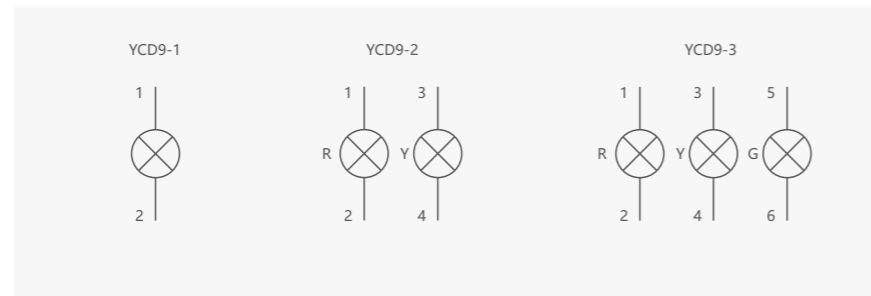 YCD9-1 YCD9-2 YCD9-3
1 1 3 1 3 5
R Y R Y G
2 2 4 2 4 6